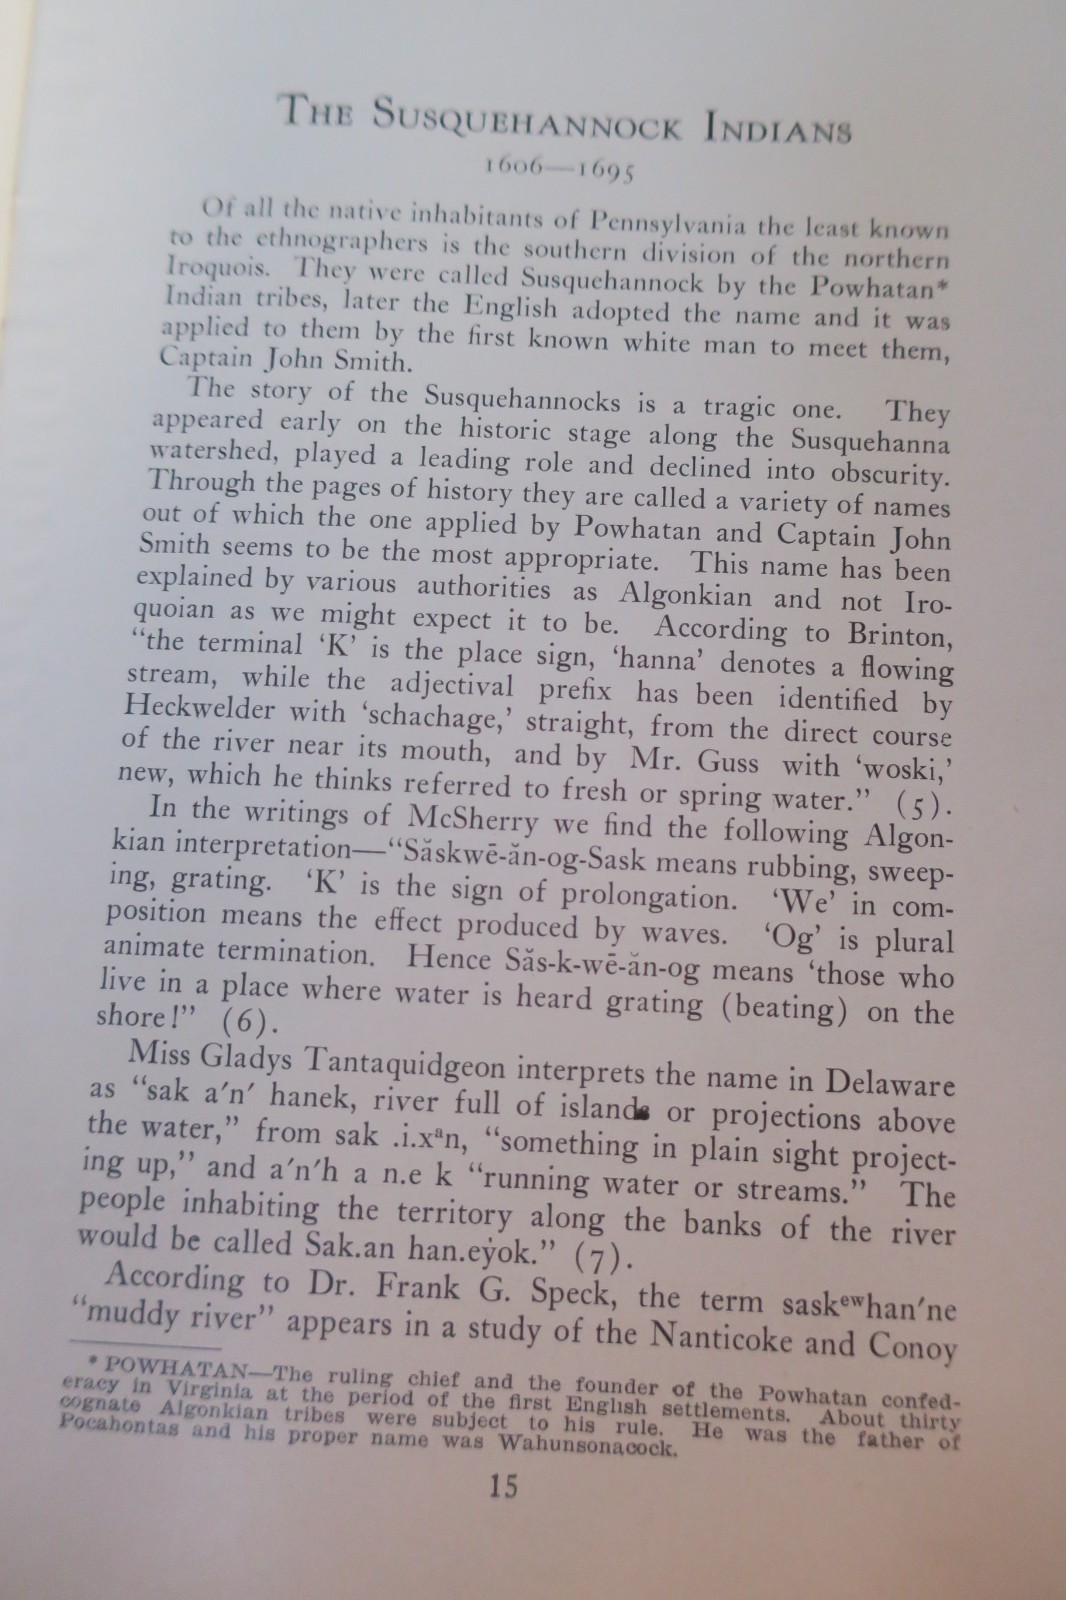 THE SUSQUEHANNOCK INDIANS
1606—1695
Of all the native inhabitants of Pennsylvania the least known
to the ethnographers is the southern division of the northern
Iroquois. They were called Susquehannock by the Powhatan*
Indian tribes, later the English adopted the name and it was
applied to them by the first known white man to meet them,
Captain John Smith.
The story of the Susquehannocks is a tragic one. They
appeared early on the historic stage along the Susquehanna
watershed, played a leading role and declined into obscurity.
Through the pages of history they are called a variety of names
out of which the one applied by Powhatan and Captain John
Smith seems to be the most appropriate. This name has been
explained by various authorities as Algonkian and not Iro-
quoian as we might expect it to be. According to Brinton,
“the terminal ‘K’ is the place sign, ‘hanna’ denotes a flowing
stream, while the adjectival prefix has been identified by
Heckwelder with ‘schachage,’ straight, from the direct course
of the river near its mouth, and by Mr. Guss with ‘woski,’
new, which he thinks referred to fresh or spring water.” (5).
In the writings of McSherry we find the following Algon-
kian interpretation—“Săskwē-ăn-og-Sask means rubbing, sweep-
ing, grating. ‘K’ is the sign of prolongation. ‘We’ in com-
position means the effect produced by waves. ‘Og’ is plural
animate termination. Hence Săs-k-wē-ăn-og means ‘those who
live in a place where water is heard grating (beating) on the
shore!” (6).
Miss Gladys Tantaquidgeon interprets the name in Delaware
as “sak a′n′ hanek, river full of islands or projections above
the water,” from sak .i.xᵃn, “something in plain sight project-
ing up,” and a′n′h a n.e k “running water or streams.” The
people inhabiting the territory along the banks of the river
would be called Sak.an han.eẏok.” (7).
According to Dr. Frank G. Speck, the term saskᵉʷhan′ne
“muddy river” appears in a study of the Nanticoke and Conoy
* POWHATAN—The ruling chief and the founder of the Powhatan confed-
eracy in Virginia at the period of the first English settlements. About thirty
cognate Algonkian tribes were subject to his rule. He was the father of
Pocahontas and his proper name was Wahunsonacock.
15